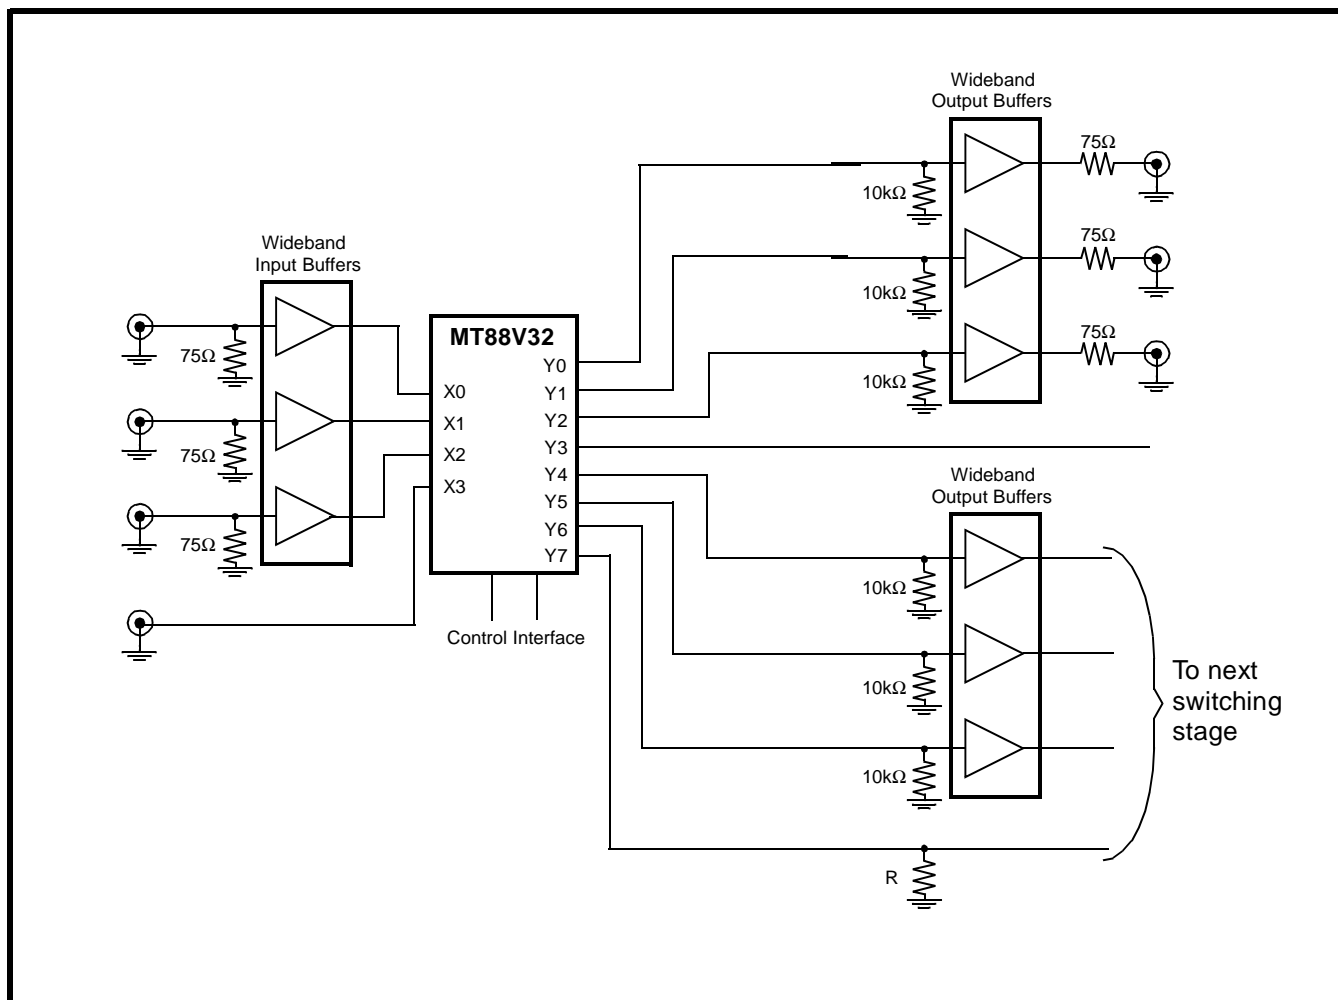 Wideband
Output Buffers
75Ω
10kΩ
Wideband
Input Buffers
75Ω
10kΩ
75Ω
MT88V32
75Ω
Y0
10kΩ
X0
Y1
X1
Y2
75Ω
Y3
X2
Y4
Wideband
Output Buffers
X3
Y5
Y6
75Ω
Y7
10kΩ
Control Interface
10kΩ
To next
switching
stage
10kΩ
R